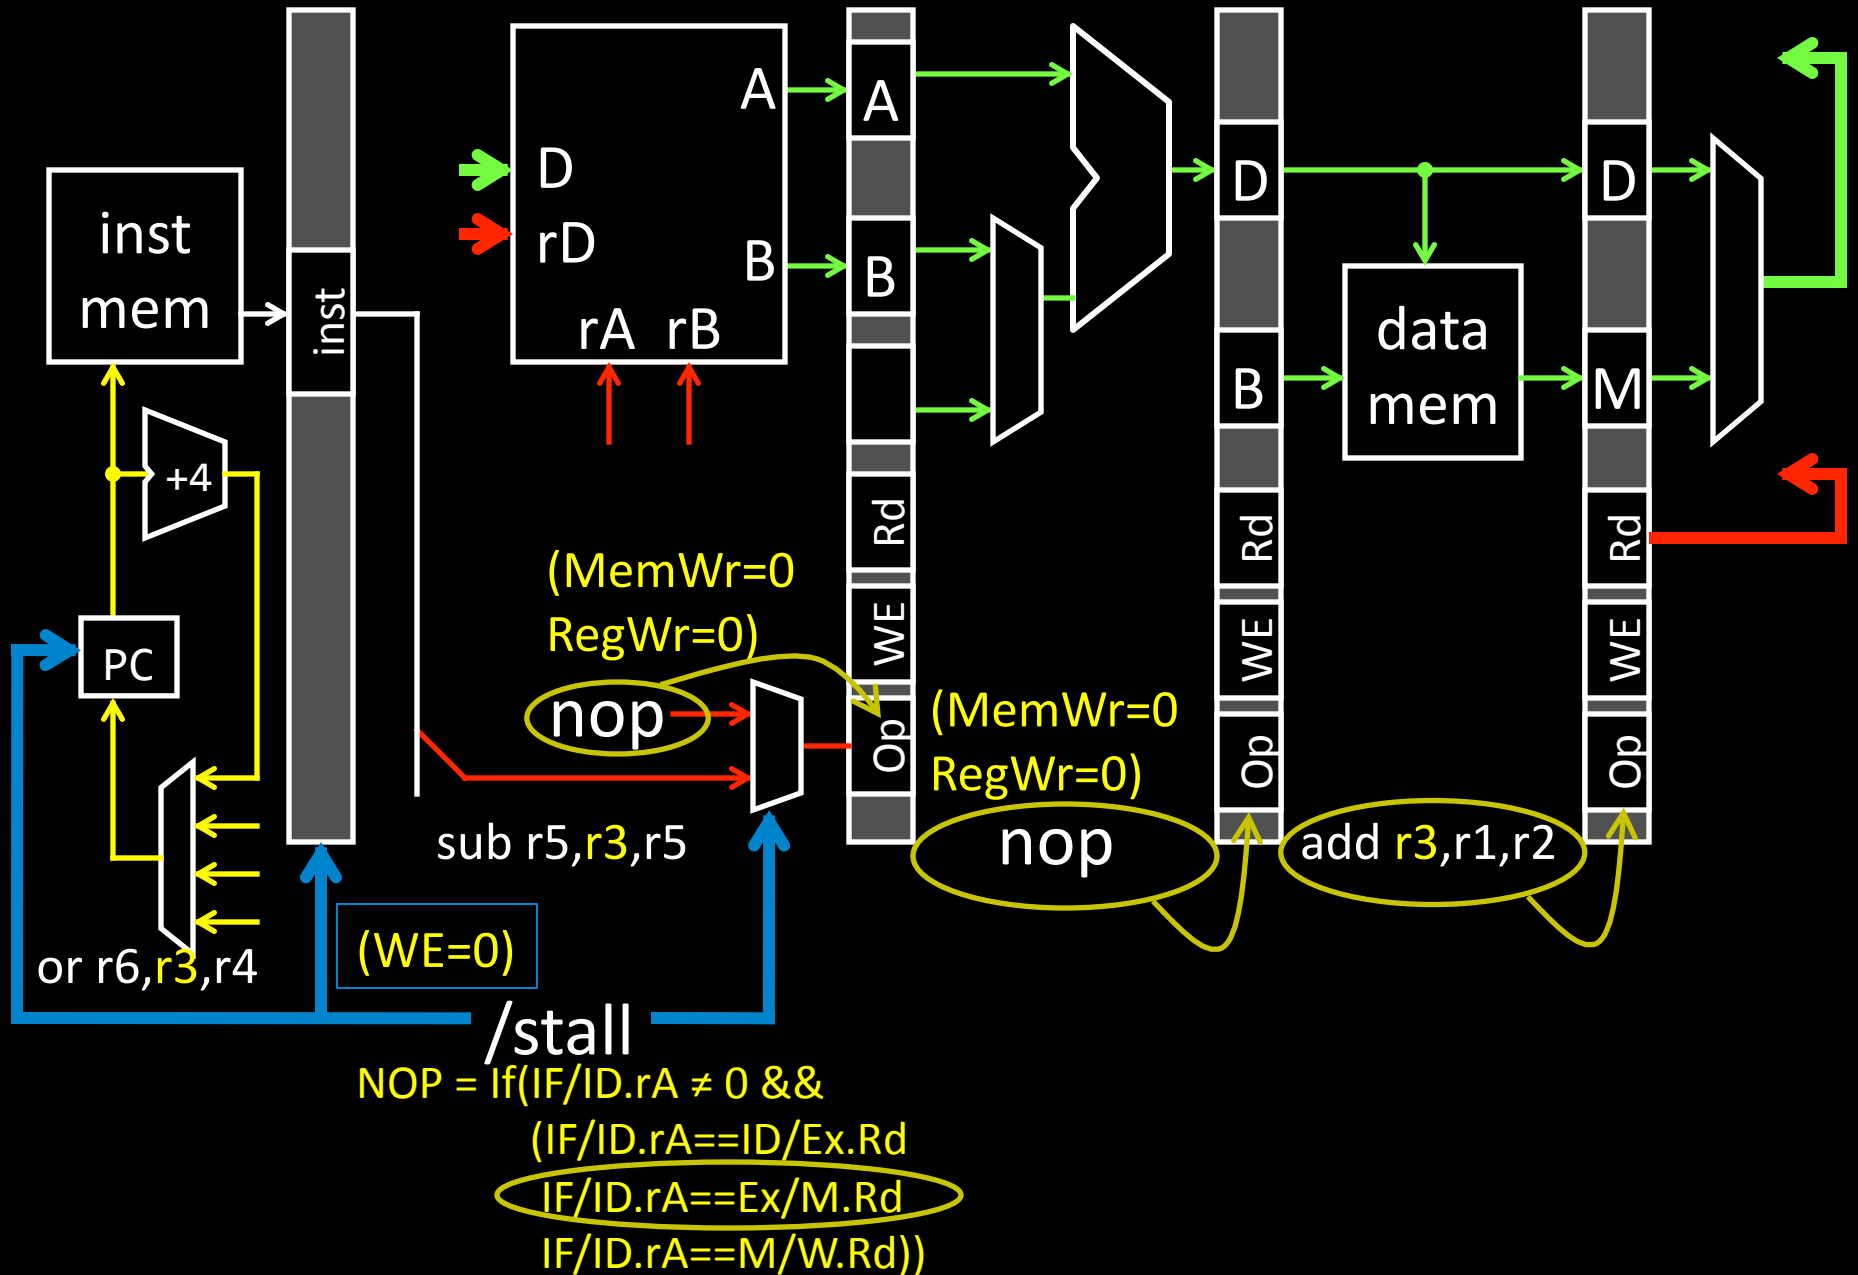 inst
mem
+4
PC
or r6,r3,r4
inst
D
rD
A
B
rA rB
(MemWr=0
RegWr=0)
nop
sub r5,r3,r5
(WE=0)
/stall
A
B
Rd
WE
Op
(MemWr=0
RegWr=0)
nop
D
B
Rd
WE
Op
data
mem
add r3,r1,r2
D
M
Rd
WE
Op
NOP = If(IF/ID.rA ≠ 0 &&
(IF/ID.rA==ID/Ex.Rd
IF/ID.rA==Ex/M.Rd
IF/ID.rA==M/W.Rd))